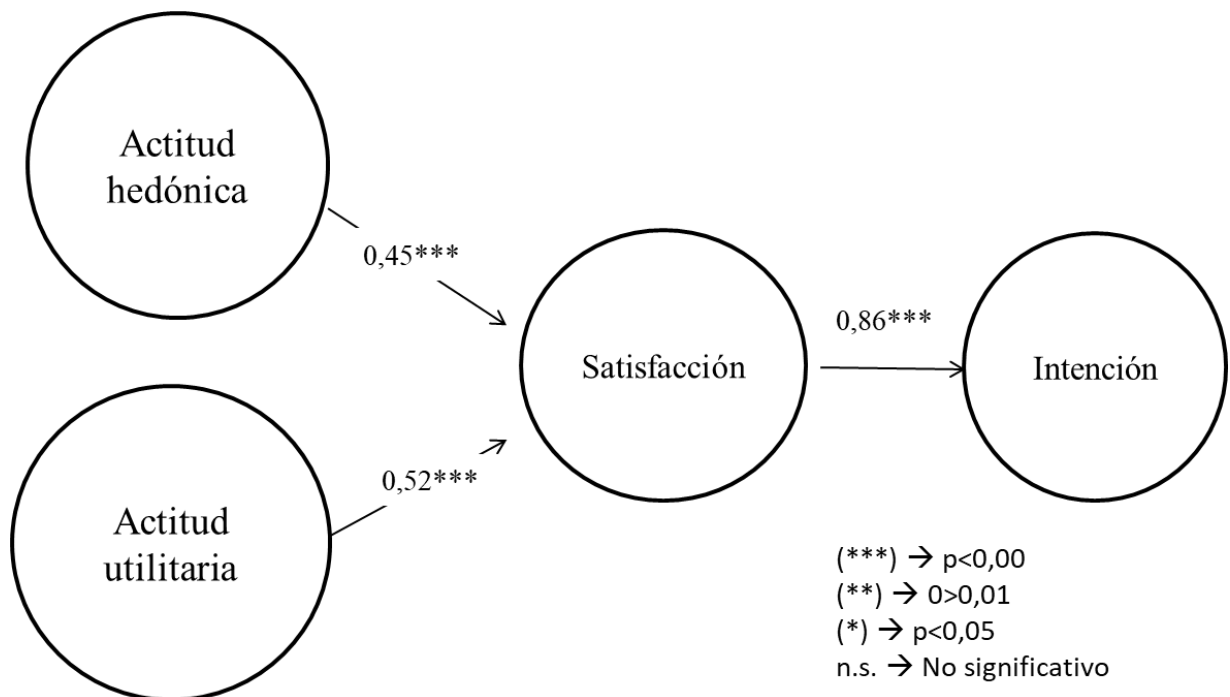 Actitud
hedónica
0,45***
Satisfacción
0,86***
Intención
0,52***
Actitud
utilitaria
(***) → p<0,00
(**) → 0>0,01
(*) → p<0,05
n.s. → No significativo